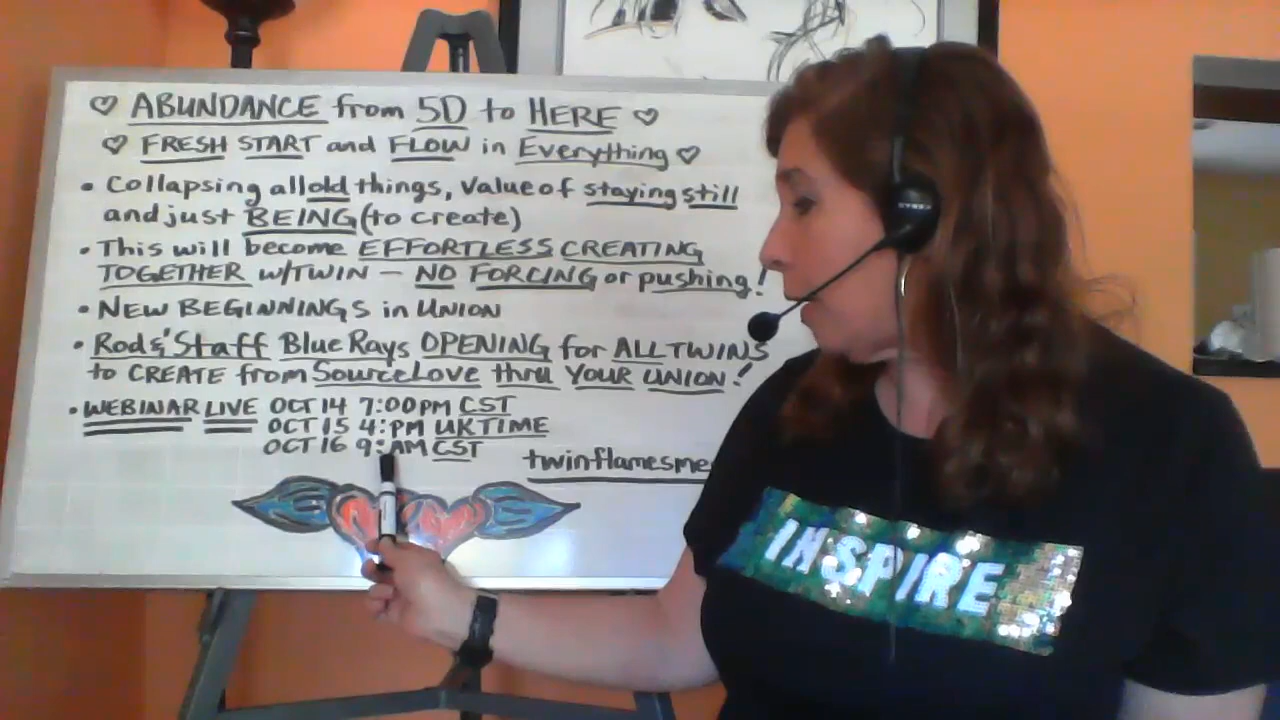 ♡ ABUNDANCE from 5D to HERE ♡
♡ FRESH START and FLOW in Everything ♡
• Collapsing all old things, Value of staying still
and just BEING (to create)
• This will become EFFORTLESS CREATING
TOGETHER w/TWIN — NO FORCING or pushing!
• NEW BEGINNINGS in UNION
• Rod & Staff Blue Rays OPENING for ALL TWINS
to CREATE from Source Love thru YOUR UNION!
• WEBINAR LIVE OCT 14 7:00PM CST
OCT 15 4:PM UK TIME
OCT 16 9:AM CST
twinflamesme
INSPIRE